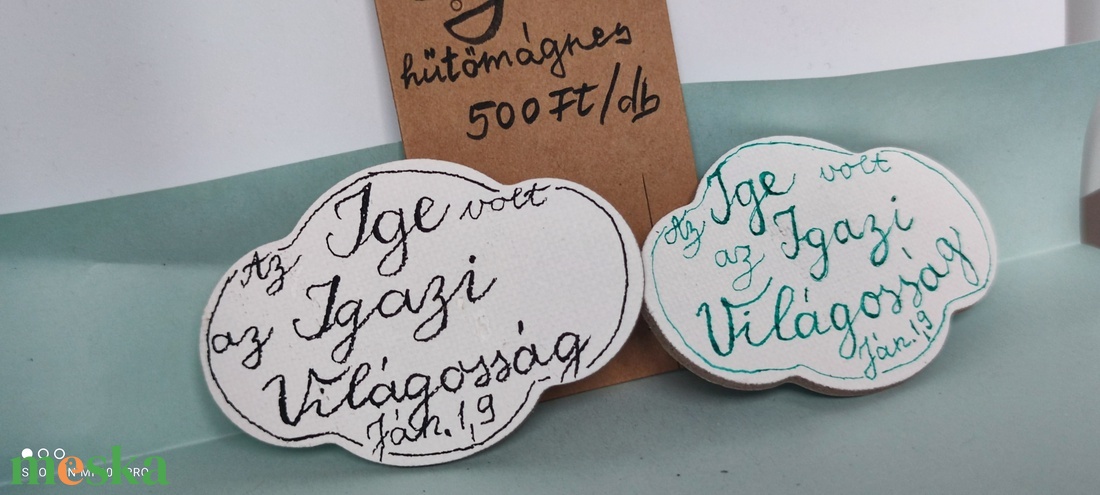 hűtőmágnes
500 Ft/db
Az Ige volt
az Igazi
Világosság
Ján. 1,9
Az Ige volt
az Igazi
Világosság
Ján. 1,9
meska